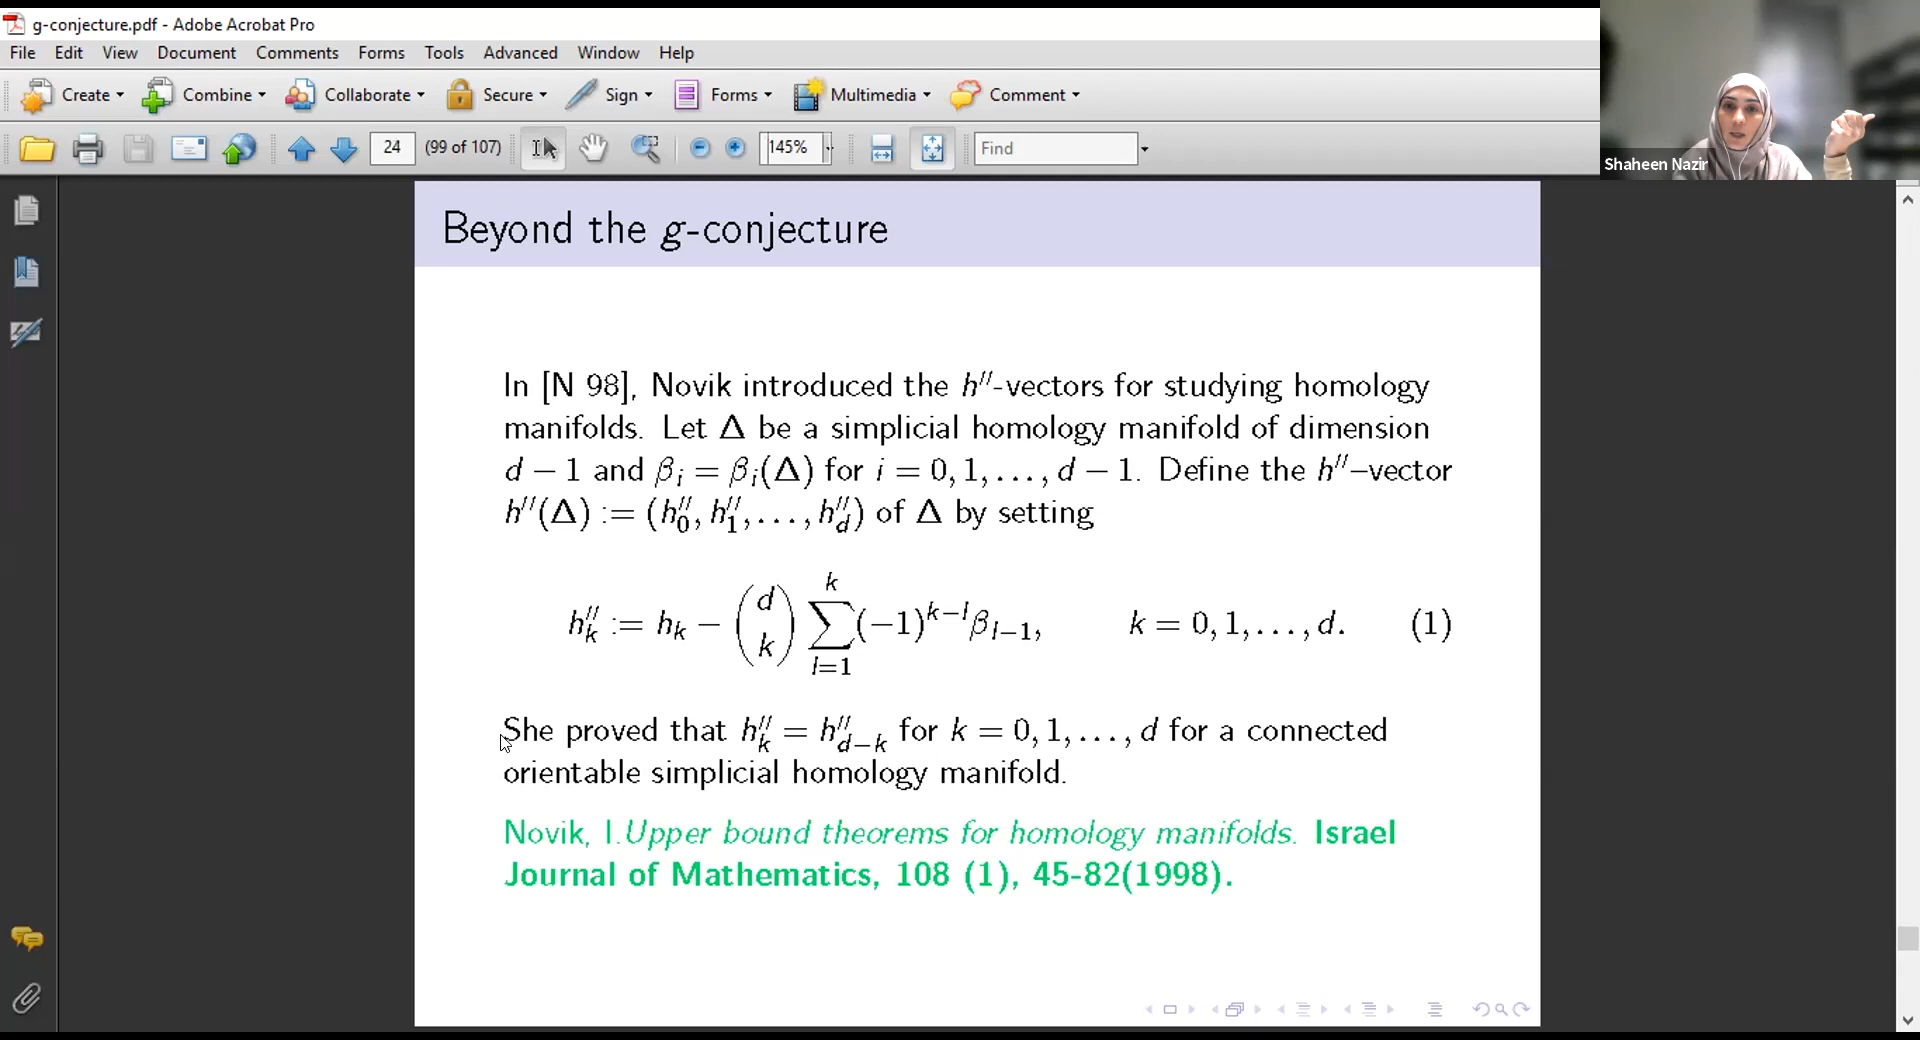 g-conjecture.pdf - Adobe Acrobat Pro
File Edit View Document Comments Forms Tools Advanced Window Help
Create Combine Collaborate Secure Sign Forms Multimedia Comment
24 (99 of 107) 145% Find
Shaheen Nazir
Beyond the g-conjecture
In [N 98], Novik introduced the h′′-vectors for studying homology
manifolds. Let Δ be a simplicial homology manifold of dimension
d − 1 and β_i = β_i(Δ) for i = 0, 1, . . . , d − 1. Define the h′′–vector
h′′(Δ) := (h′′_0, h′′_1, . . . , h′′_d) of Δ by setting
h′′_k := h_k − \binom{d}{k} \sum_{l=1}^{k} (−1)^{k−l} β_{l−1}, k = 0, 1, . . . , d. (1)
She proved that h′′_k = h′′_{d−k} for k = 0, 1, . . . , d for a connected
orientable simplicial homology manifold.
Novik, I.Upper bound theorems for homology manifolds. Israel
Journal of Mathematics, 108 (1), 45-82(1998).